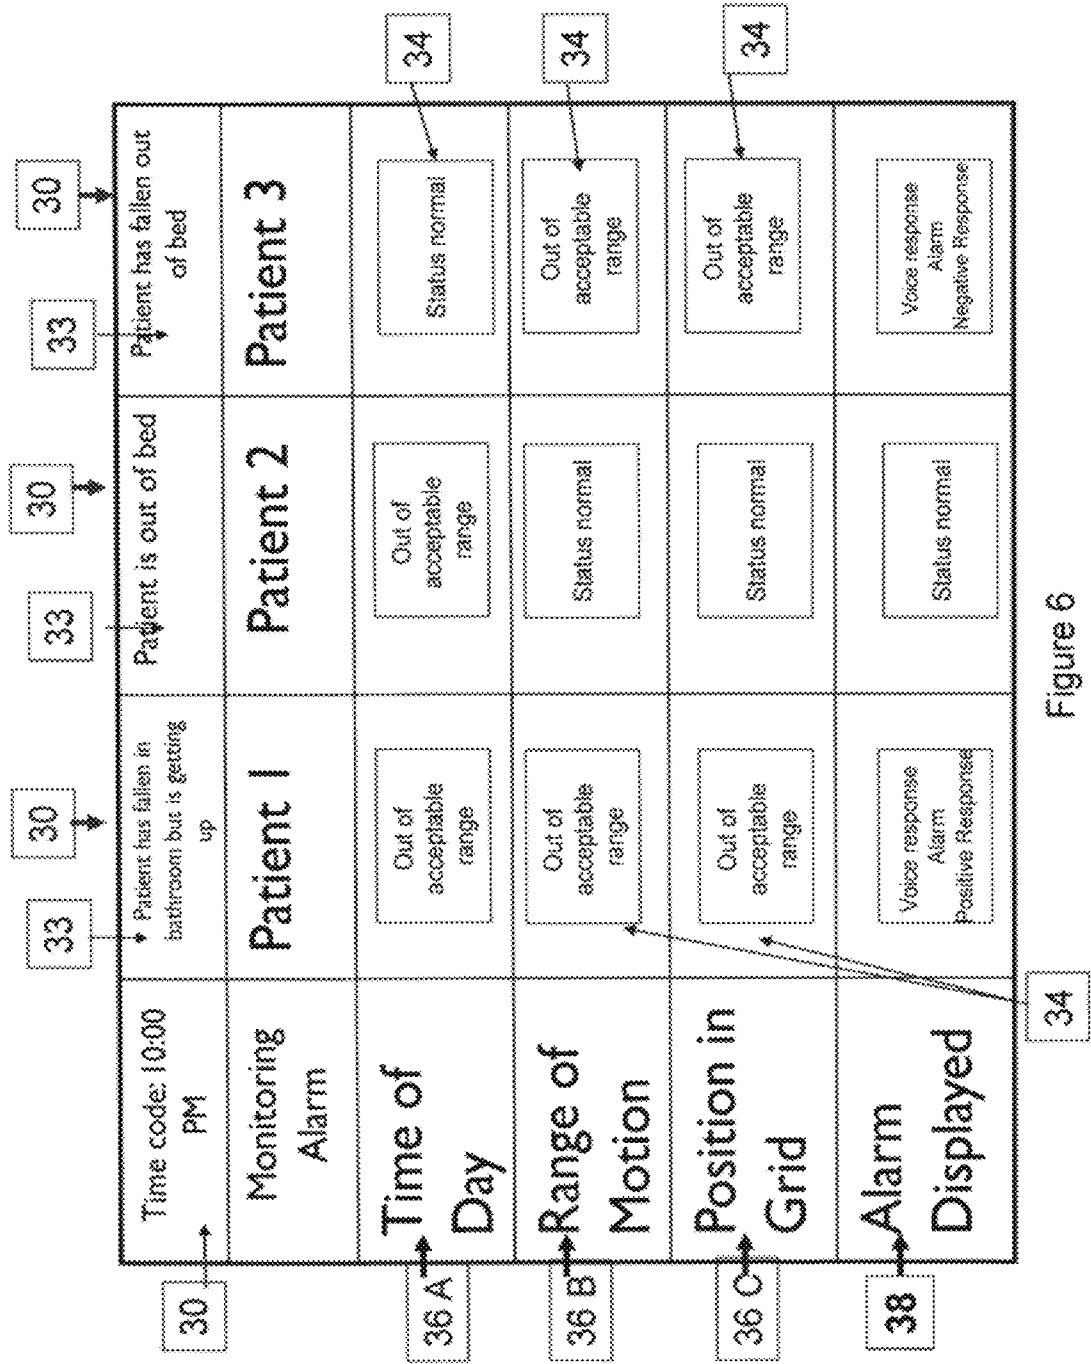 30
30
30
33
33
33
30
Time code: 10:00
PM
Patient has fallen in
bathroom but is getting
up
Patient is out of bed
Patient has fallen out
of bed
Monitoring
Alarm
Patient 1
Patient 2
Patient 3
36 A
Time of
Day
Out of
acceptable
range
Out of
acceptable
range
Status normal
34
36 B
Range of
Motion
Out of
acceptable
range
Status normal
Out of
acceptable
range
34
36 C
Position in
Grid
Out of
acceptable
range
Status normal
Out of
acceptable
range
34
38
Alarm
Displayed
Voice response
Alarm
Positive Response
Status normal
Voice response
Alarm
Negative Response
34
Figure 6